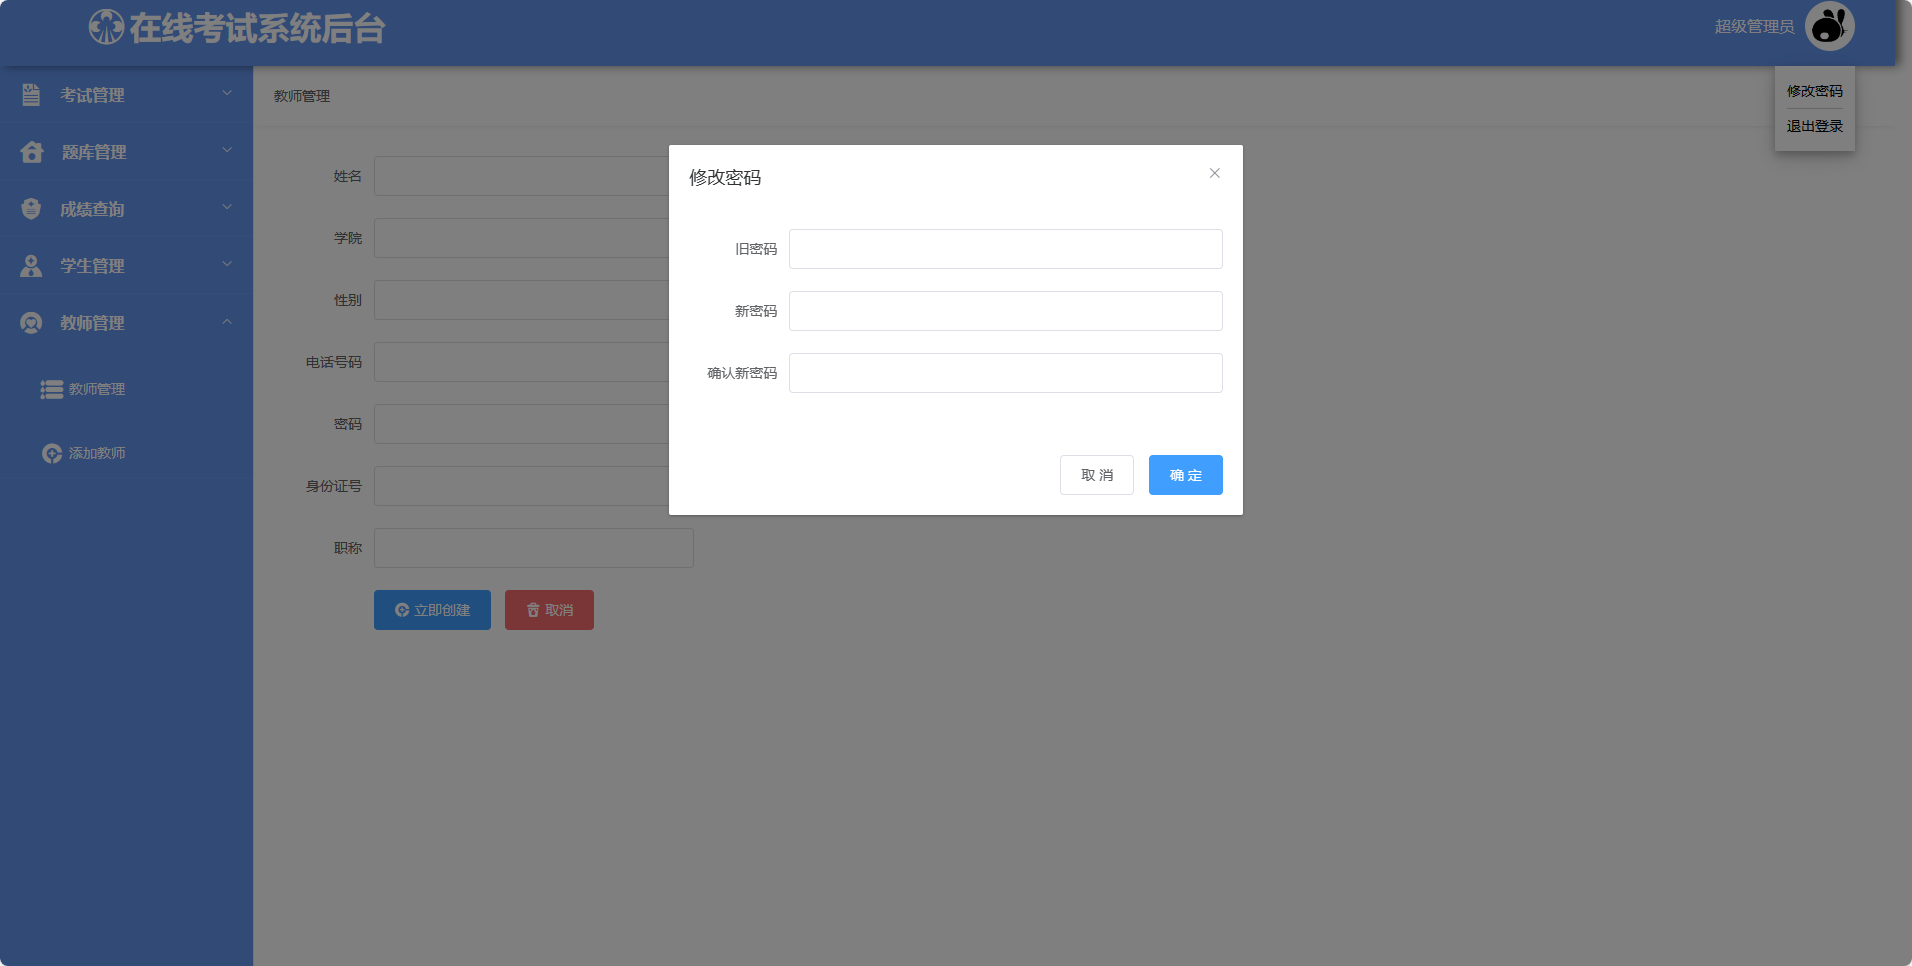 在线考试系统后台
超级管理员
修改密码
退出登录
考试管理
题库管理
成绩查询
学生管理
教师管理
教师管理
添加教师
教师管理
姓名
学院
性别
电话号码
密码
身份证号
职称
立即创建
取消
修改密码
旧密码
新密码
确认新密码
取 消
确 定